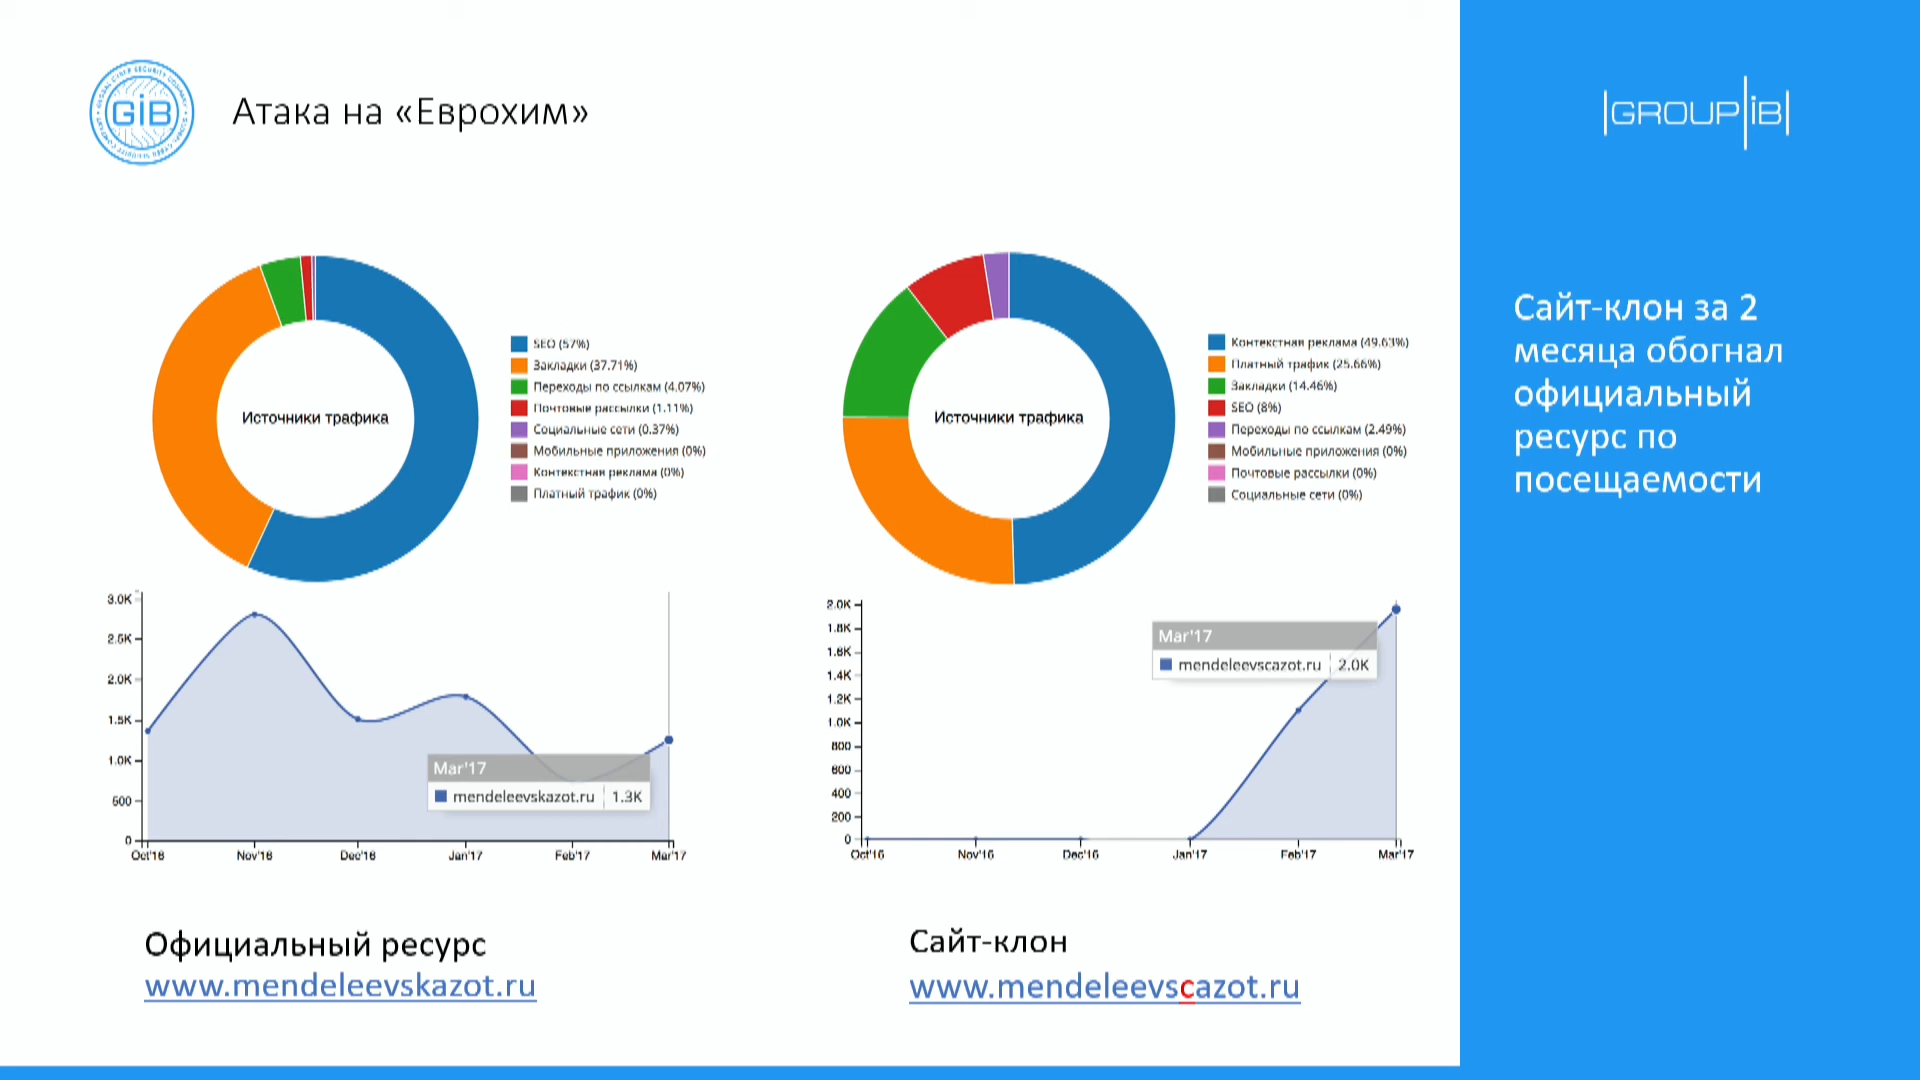 GiB
Атака на «Еврохим»
GROUP iB
Сайт-клон за 2
месяца обогнал
официальный
ресурс по
посещаемости
Источники трафика
SEO (57%)
Закладки (37.71%)
Переходы по ссылкам (4.07%)
Почтовые рассылки (1.11%)
Социальные сети (0.37%)
Мобильные приложения (0%)
Контекстная реклама (0%)
Платный трафик (0%)
Источники трафика
Контекстная реклама (49.63%)
Платный трафик (25.66%)
Закладки (14.46%)
SEO (8%)
Переходы по ссылкам (2.49%)
Мобильные приложения (0%)
Почтовые рассылки (0%)
Социальные сети (0%)
3.0K
2.5K
2.0K
1.5K
1.0K
500
0
Oct'16
Nov'16
Dec'16
Jan'17
Feb'17
Mar'17
Mar'17
mendeleevskazot.ru 1.3K
2.0K
1.8K
1.6K
1.4K
1.2K
1.0K
800
600
400
200
0
Oct'16
Nov'16
Dec'16
Jan'17
Feb'17
Mar'17
Mar'17
mendeleevscazot.ru 2.0K
Официальный ресурс
www.mendeleevskazot.ru
Сайт-клон
www.mendeleevscazot.ru